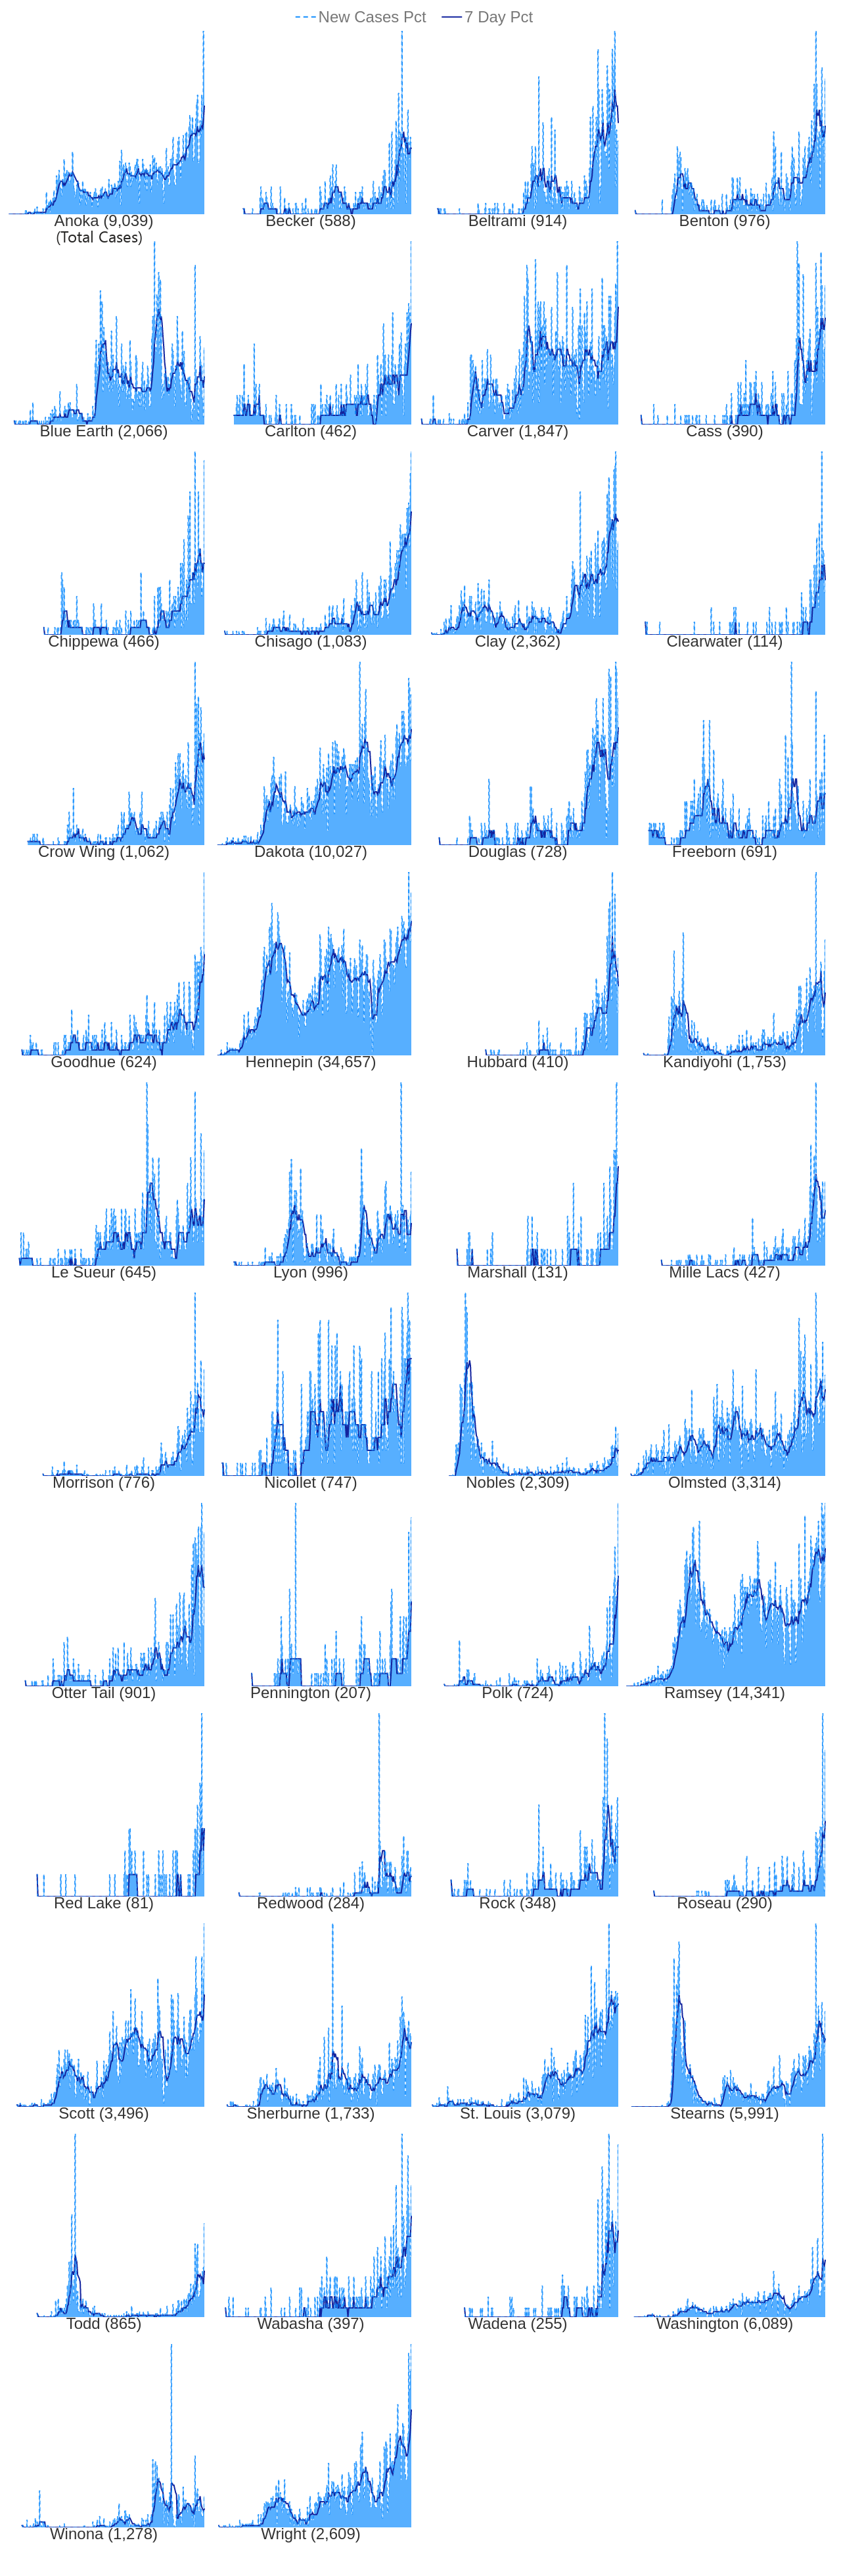 New Cases Pct 7 Day Pct
Anoka (9,039) Becker (588) Beltrami (914) Benton (976)
(Total Cases)
Blue Earth (2,066) Carlton (462) Carver (1,847) Cass (390)
Chippewa (466) Chisago (1,083) Clay (2,362) Clearwater (114)
Crow Wing (1,062) Dakota (10,027) Douglas (728) Freeborn (691)
Goodhue (624) Hennepin (34,657) Hubbard (410) Kandiyohi (1,753)
Le Sueur (645) Lyon (996) Marshall (131) Mille Lacs (427)
Morrison (776) Nicollet (747) Nobles (2,309) Olmsted (3,314)
Otter Tail (901) Pennington (207) Polk (724) Ramsey (14,341)
Red Lake (81) Redwood (284) Rock (348) Roseau (290)
Scott (3,496) Sherburne (1,733) St. Louis (3,079) Stearns (5,991)
Todd (865) Wabasha (397) Wadena (255) Washington (6,089)
Winona (1,278) Wright (2,609)